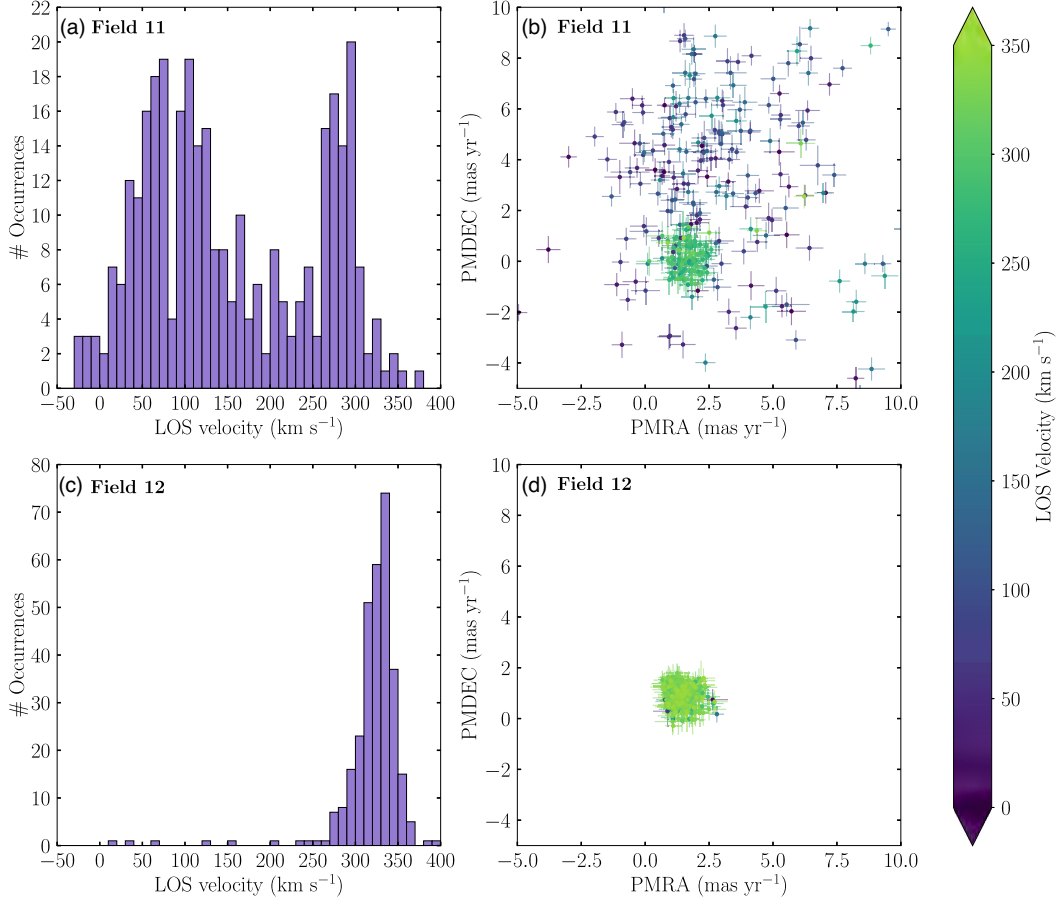 (a) Field 11
22
20
18
16
14
12
10
8
6
4
2
0
# Occurrences
−50 0 50 100 150 200 250 300 350 400
LOS velocity (km s⁻¹)
(b) Field 11
10
8
6
4
2
0
−2
−4
PMDEC (mas yr⁻¹)
−5.0 −2.5 0.0 2.5 5.0 7.5 10.0
PMRA (mas yr⁻¹)
(c) Field 12
80
70
60
50
40
30
20
10
0
# Occurrences
−50 0 50 100 150 200 250 300 350 400
LOS velocity (km s⁻¹)
(d) Field 12
10
8
6
4
2
0
−2
−4
PMDEC (mas yr⁻¹)
−5.0 −2.5 0.0 2.5 5.0 7.5 10.0
PMRA (mas yr⁻¹)
350
300
250
200
150
100
50
0
LOS Velocity (km s⁻¹)